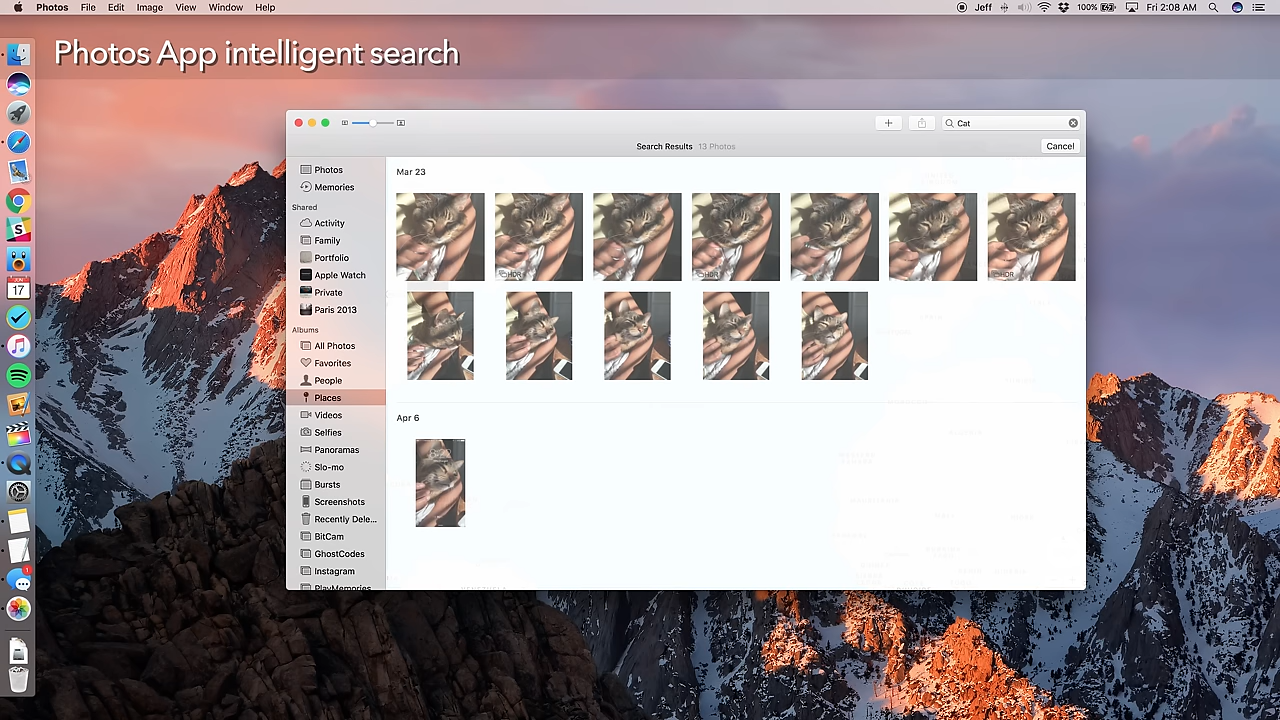 Photos File Edit Image View Window Help
Jeff 100% Fri 2:08 AM
Photos App intelligent search
Cat
Search Results 13 Photos
Cancel
Photos
Memories
Shared
Activity
Family
Portfolio
Apple Watch
Private
Paris 2013
Albums
All Photos
Favorites
People
Places
Videos
Selfies
Panoramas
Slo-mo
Bursts
Screenshots
Recently Dele...
BitCam
GhostCodes
Instagram
PlayMemories
Mar 23
HDR
HDR
HDR
Apr 6
17
1